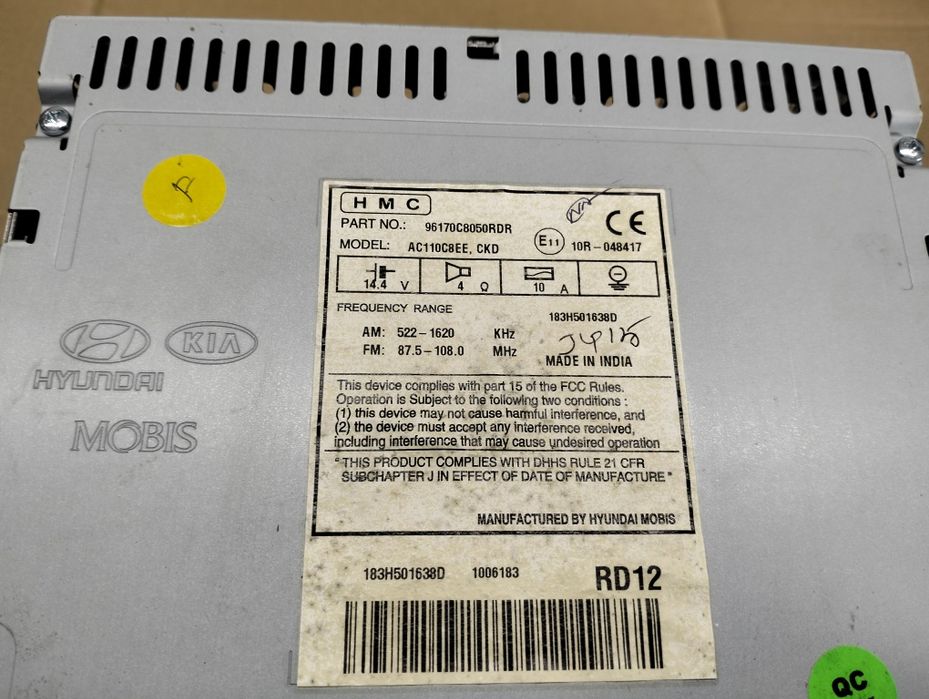 HMC
PART NO.: 96170C8050RDR
MODEL: AC110C8EE, CKD
CE
E11 10R-048417
14.4 V 4 Ω 10 A
FREQUENCY RANGE
AM: 522-1620 KHz
FM: 87.5-108.0 MHz
183H501638D
MADE IN INDIA
This device complies with part 15 of the FCC Rules.
Operation is Subject to the following two conditions :
(1) this device may not cause harmful interference, and
(2) the device must accept any interference received,
including interference that may cause undesired operation
" THIS PRODUCT COMPLIES WITH DHHS RULE 21 CFR
SUBCHAPTER J IN EFFECT OF DATE OF MANUFACTURE "
MANUFACTURED BY HYUNDAI MOBIS
183H501638D 1006183 RD12
KIA
HYUNDAI
MOBIS
QC